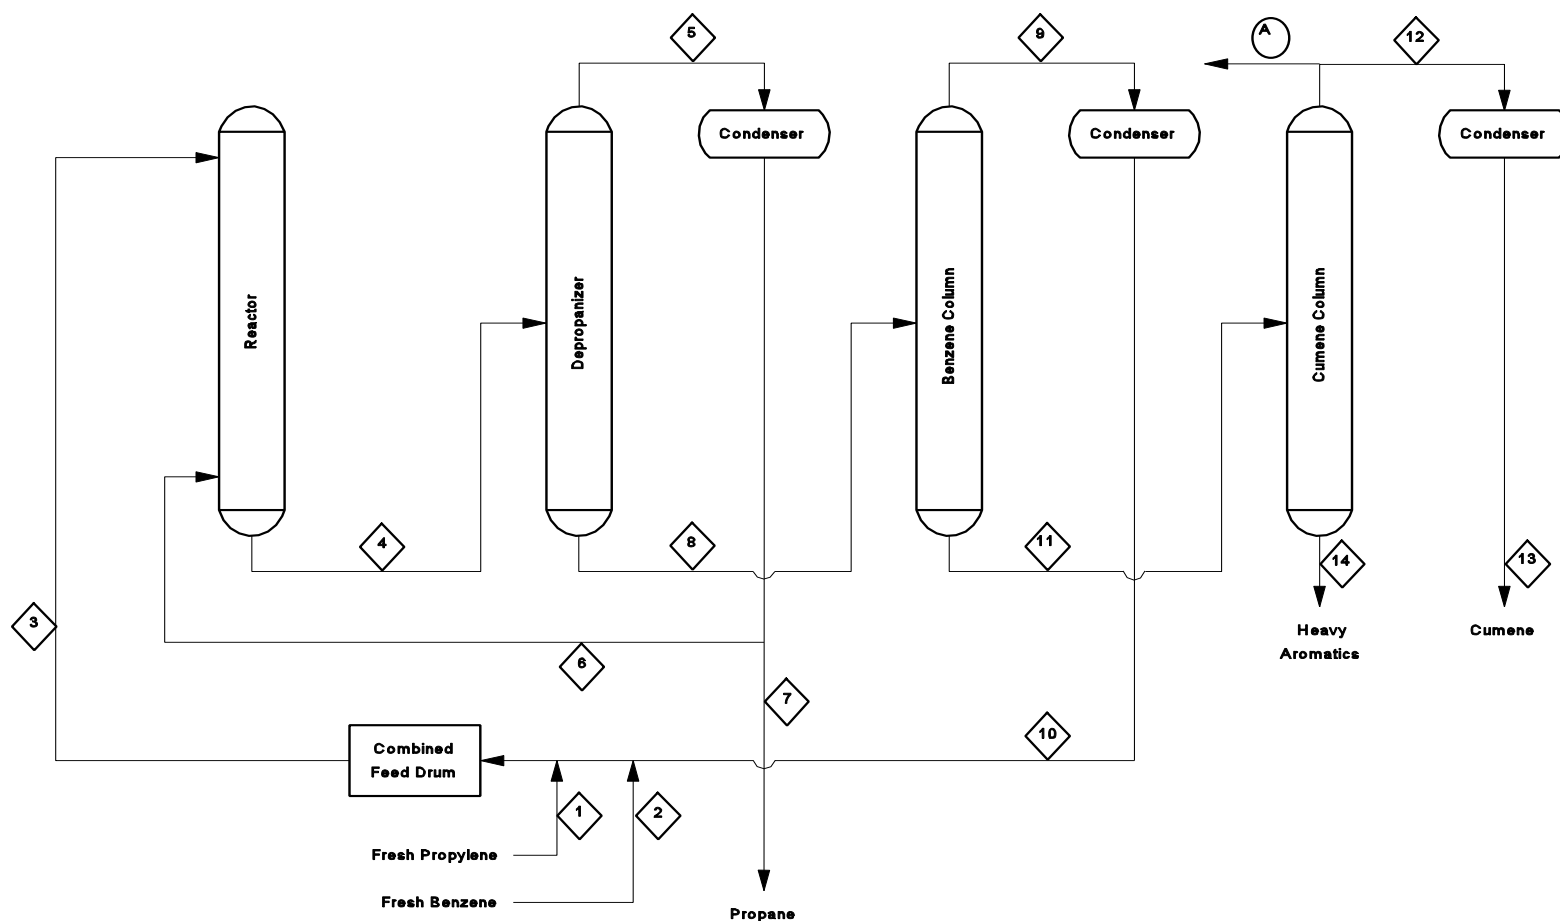 5
9
A
12
Condenser
Condenser
Condenser
Reactor
Depropanizer
Benzene Column
Cumene Column
4
8
11
14
13
3
Heavy
Aromatics
Cumene
6
7
10
Combined
Feed Drum
1
2
Fresh Propylene
Fresh Benzene
Propane